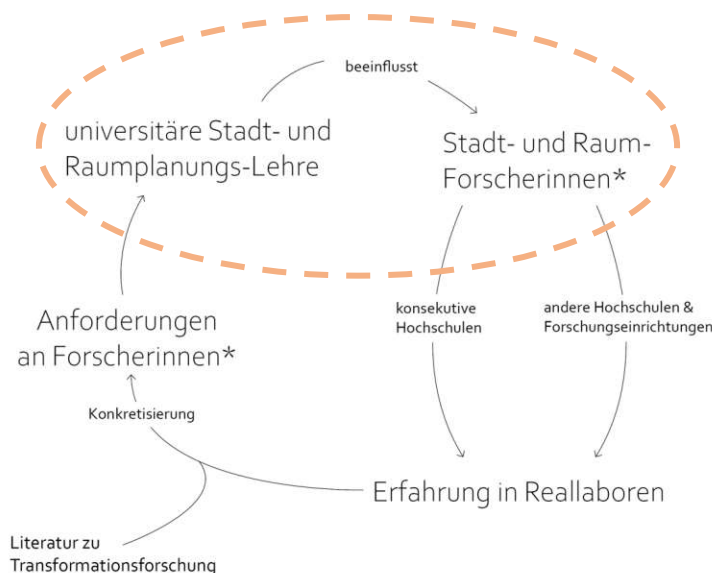 beeinflusst
universitäre Stadt- und
Raumplanungs-Lehre
Stadt- und Raum-
Forscherinnen*
konsekutive
Hochschulen
andere Hochschulen &
Forschungseinrichtungen
Anforderungen
an Forscherinnen*
Konkretisierung
Erfahrung in Reallaboren
Literatur zu
Transformationsforschung